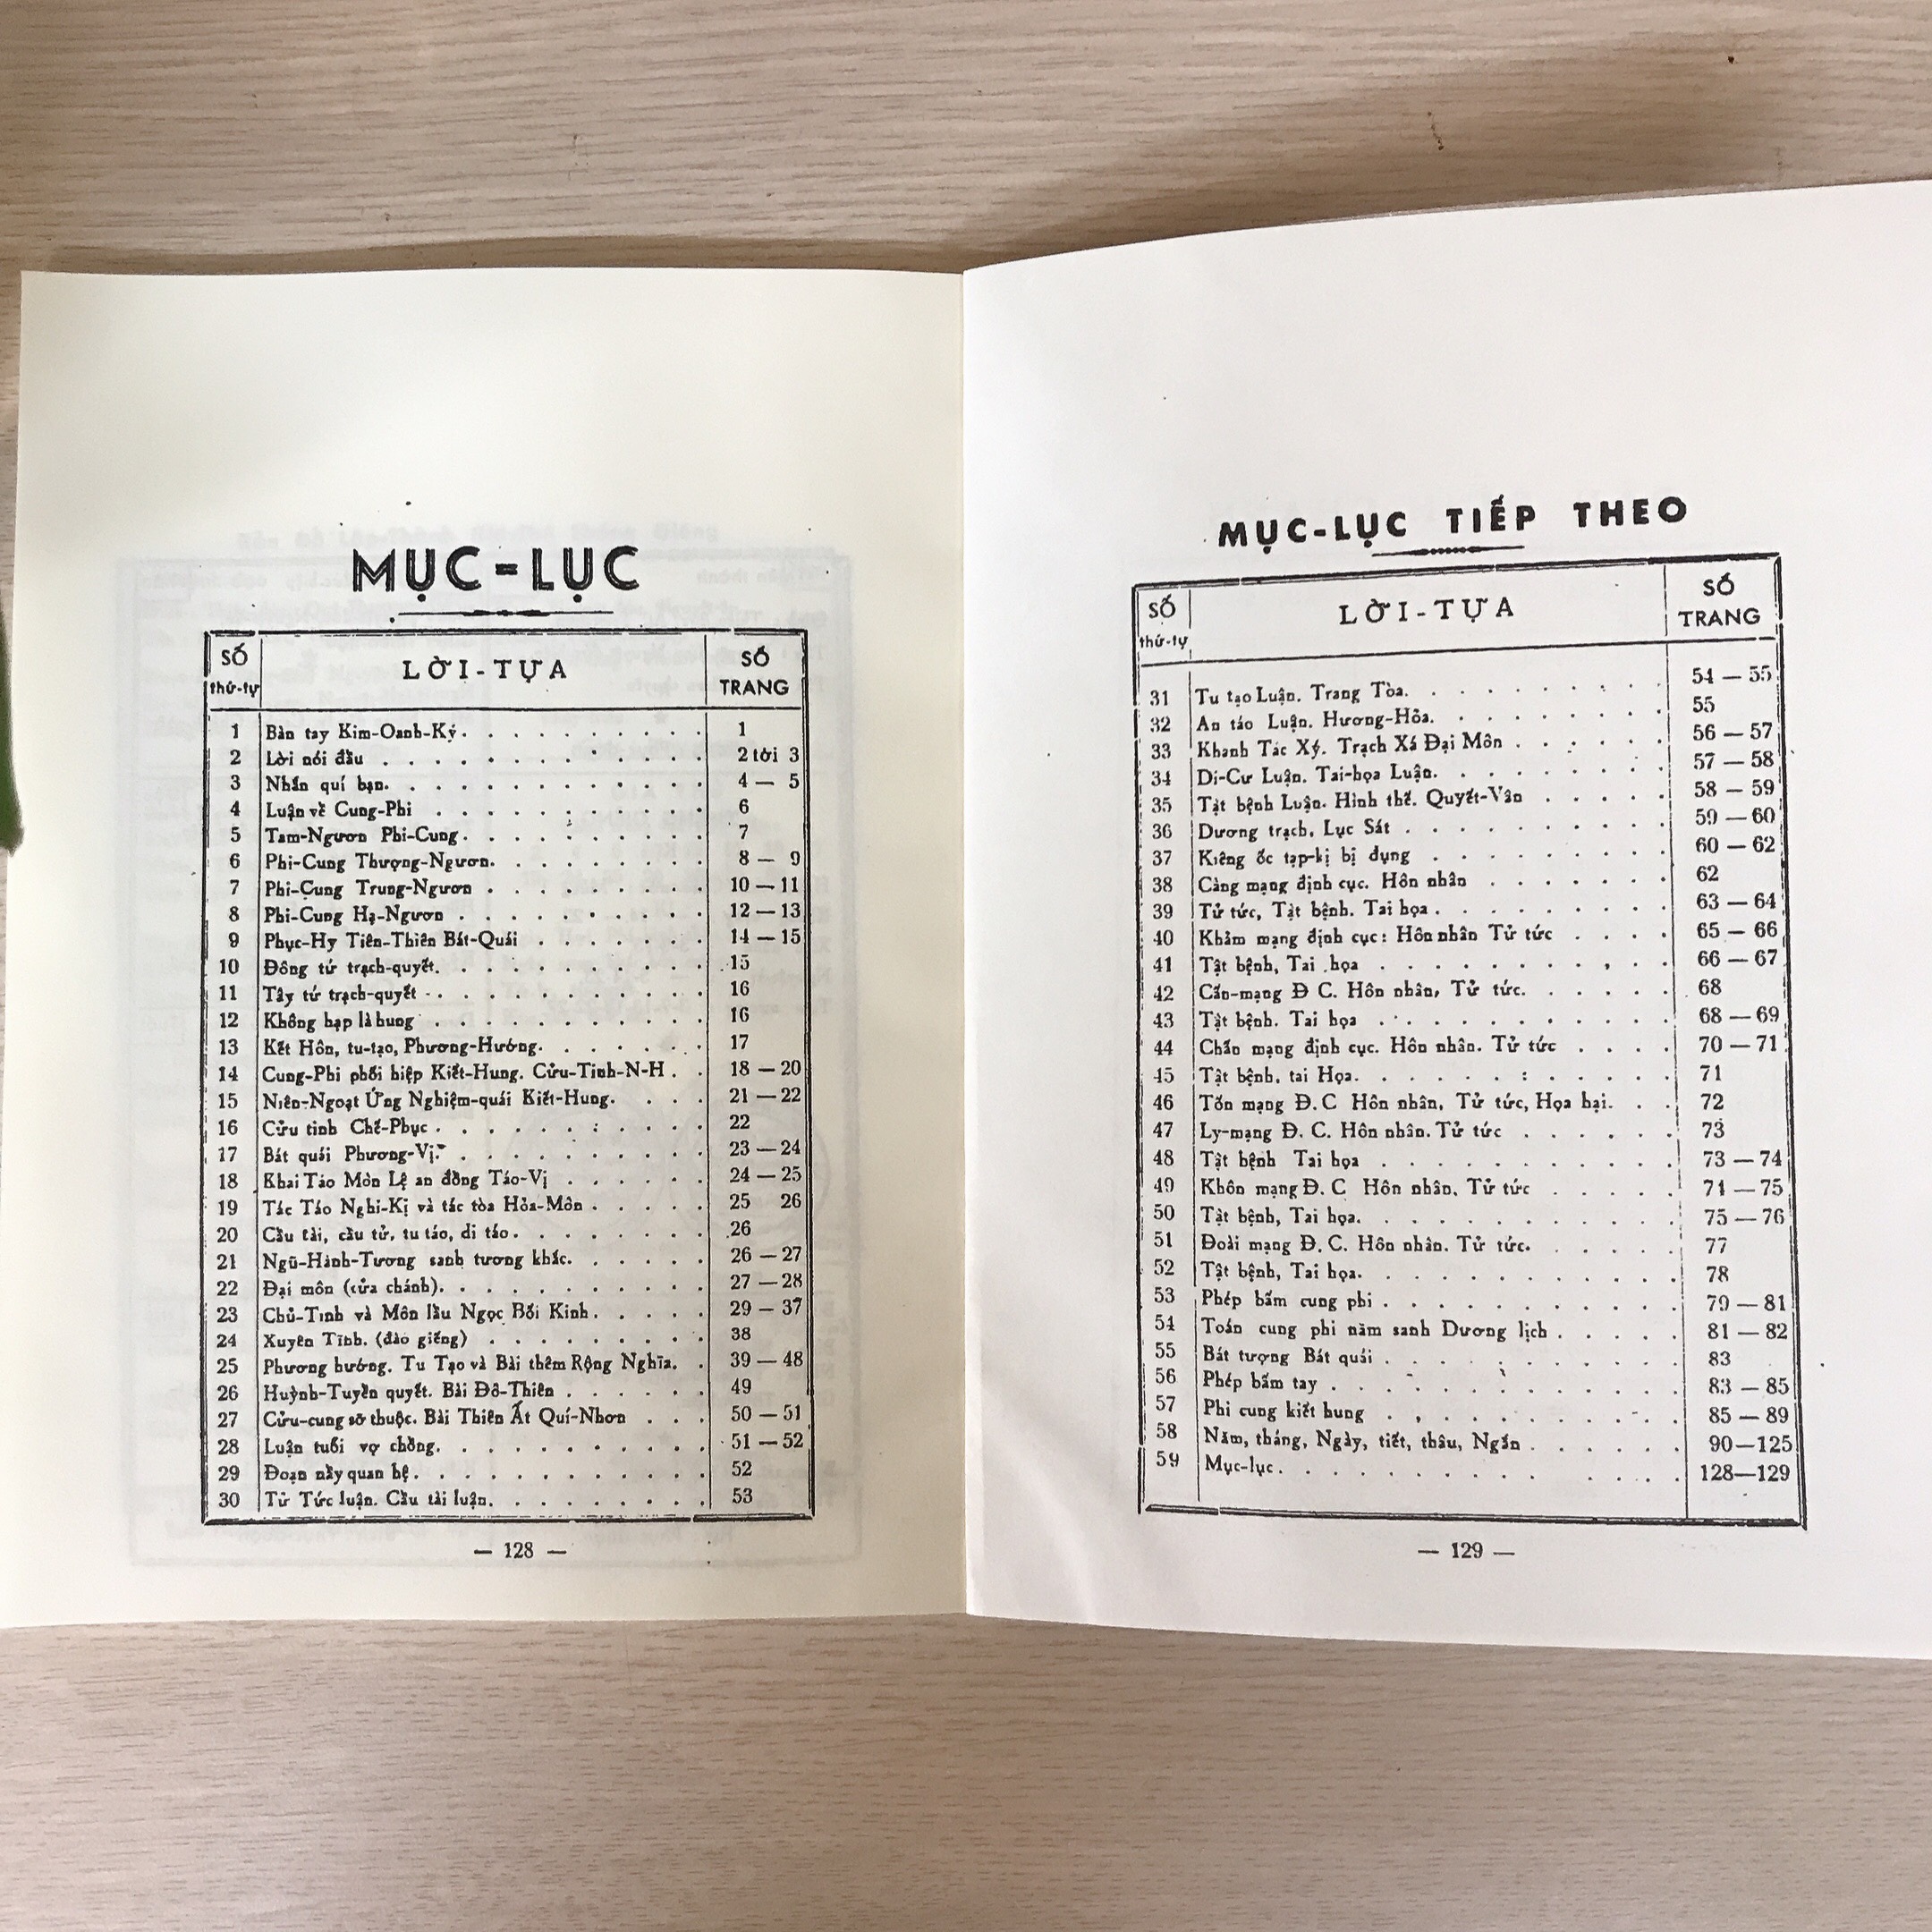 MỤC=LỤC
SỐ thứ-tự LỜI-TỰA SỐ TRANG
1 Bàn tay Kim-Oanh-Ký. 1
2 Lời nói đầu 2 tới 3
3 Nhắn quí bạn. 4 — 5
4 Luận về Cung-Phi 6
5 Tam-Ngươn Phi-Cung. 7
6 Phi-Cung Thượng-Ngươn. 8 — 9
7 Phi-Cung Trung-Ngươn 10 — 11
8 Phi-Cung Hạ-Ngươn 12 — 13
9 Phục-Hy Tiên-Thiên Bát-Quái 14 — 15
10 Đông tứ trạch-quyết. 15
11 Tây tứ trạch-quyết 16
12 Không hạp là hung 16
13 Kết Hôn, tu-tạo, Phương-Hướng. 17
14 Cung-Phi phối hiệp Kiết-Hung. Cửu-Tinh-N-H. 18 — 20
15 Niên-Ngoạt Ứng Nghiệm-quái Kiết-Hung. 21 — 22
16 Cửu tinh Chế-Phục. 22
17 Bát quái Phương-Vị. 23 — 24
18 Khai Táo Môn Lệ an đồng Táo-Vị 24 — 25
19 Tác Táo Nghi-Kị và tác tòa Hỏa-Môn. 25 26
20 Cầu tài, cầu tử, tu táo, di táo. 26
21 Ngũ-Hành-Tương sanh tương khắc. 26 — 27
22 Đại môn (cửa chánh). 27 — 28
23 Chủ-Tinh và Môn lầu Ngọc Bối Kinh. 29 — 37
24 Xuyên Tỉnh. (đào giếng) 38
25 Phương hướng. Tu Tạo và Bài thêm Rộng Nghĩa. 39 — 48
26 Huỳnh-Tuyền quyết. Bài Đô-Thiên 49
27 Cửu-cung sở thuộc. Bài Thiên Ất Quí-Nhơn 50 — 51
28 Luận tuổi vợ chồng. 51 — 52
29 Đoạn nầy quan hệ. 52
30 Tử Tức luận. Cầu tài luận. 53
— 128 —
MỤC-LỤC TIẾP THEO
SỐ thứ-tự LỜI-TỰA SỐ TRANG
31 Tu tạo Luận. Trang Tòa. 54 — 55
32 An táo Luận. Hương-Hỏa. 55
33 Khanh Tác Xý. Trạch Xá Đại Môn 56 — 57
34 Di-Cư Luận. Tai-họa Luận. 57 — 58
35 Tật bệnh Luận. Hình thế. Quyết-Vân 58 — 59
36 Dương trạch, Lục Sát 59 — 60
37 Kiêng ốc tạp-kị bị dụng 60 — 62
38 Càng mạng định cục. Hôn nhân 62
39 Tử tức, Tật bệnh. Tai họa. 63 — 64
40 Khảm mạng định cục: Hôn nhân Tử tức 65 — 66
41 Tật bệnh, Tai họa 66 — 67
42 Cấn-mạng Đ C. Hôn nhân, Tử tức. 68
43 Tật bệnh. Tai họa 68 — 69
44 Chấn mạng định cục. Hôn nhân. Tử tức 70 — 71
45 Tật bệnh. tai Họa. 71
46 Tốn mạng Đ.C Hôn nhân, Tử tức, Họa hại. 72
47 Ly-mạng Đ. C. Hôn nhân. Tử tức 73
48 Tật bệnh Tai họa 73 — 74
49 Khôn mạng Đ. C Hôn nhân, Tử tức 74 — 75
50 Tật bệnh, Tai họa. 75 — 76
51 Đoài mạng Đ. C. Hôn nhân. Tử tức. 77
52 Tật bệnh, Tai họa. 78
53 Phép bấm cung phi. 79 — 81
54 Toán cung phi năm sanh Dương lịch. 81 — 82
55 Bát tượng Bát quái. 83
56 Phép bấm tay. 83 — 85
57 Phi cung kiết hung 85 — 89
58 Năm, tháng, Ngày, tiết, thâu, Ngắn. 90—125
59 Mục-lục. 128—129
— 129 —